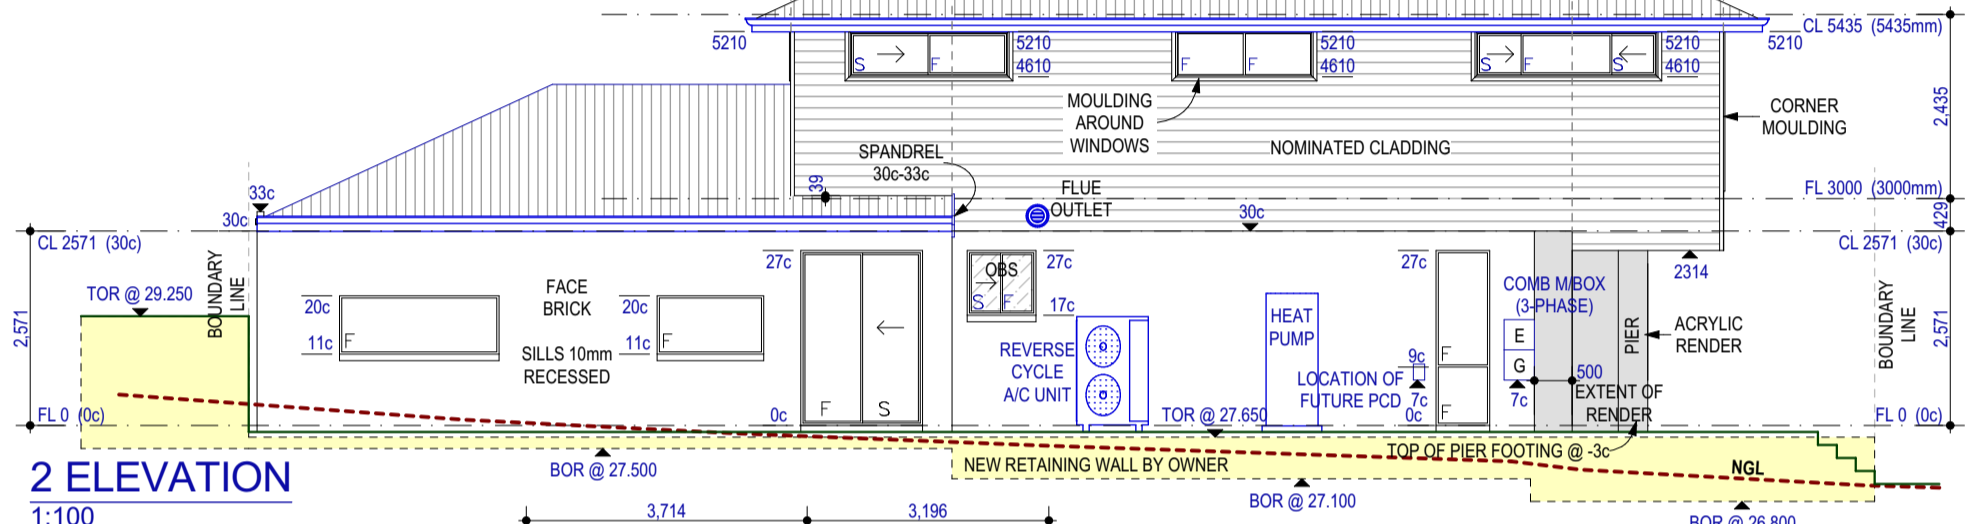 CL 5435 (5435mm)
5210
5210
4610
5210
4610
5210
4610
5210
S
F
F
F
S
F
S
MOULDING
AROUND
WINDOWS
CORNER
MOULDING
2,435
NOMINATED CLADDING
SPANDREL
30c-33c
39
FLUE
OUTLET
FL 3000 (3000mm)
429
33c
30c
30c
CL 2571 (30c)
CL 2571 (30c)
2314
BOUNDARY
LINE
TOR @ 29.250
2,571
FACE
BRICK
SILLS 10mm
RECESSED
20c
11c
F
20c
11c
F
27c
0c
F
S
OBS
S
F
27c
17c
REVERSE
CYCLE
A/C UNIT
HEAT
PUMP
27c
9c
7c
0c
F
F
LOCATION OF
FUTURE PCD
COMB M/BOX
(3-PHASE)
E
G
7c
500
PIER
ACRYLIC
RENDER
EXTENT OF
RENDER
BOUNDARY
LINE
2,571
FL 0 (0c)
FL 0 (0c)
TOR @ 27.650
TOP OF PIER FOOTING @ -3c
NEW RETAINING WALL BY OWNER
NGL
BOR @ 27.500
BOR @ 27.100
BOR @ 26.800
2 ELEVATION
1:100
3,714
3,196